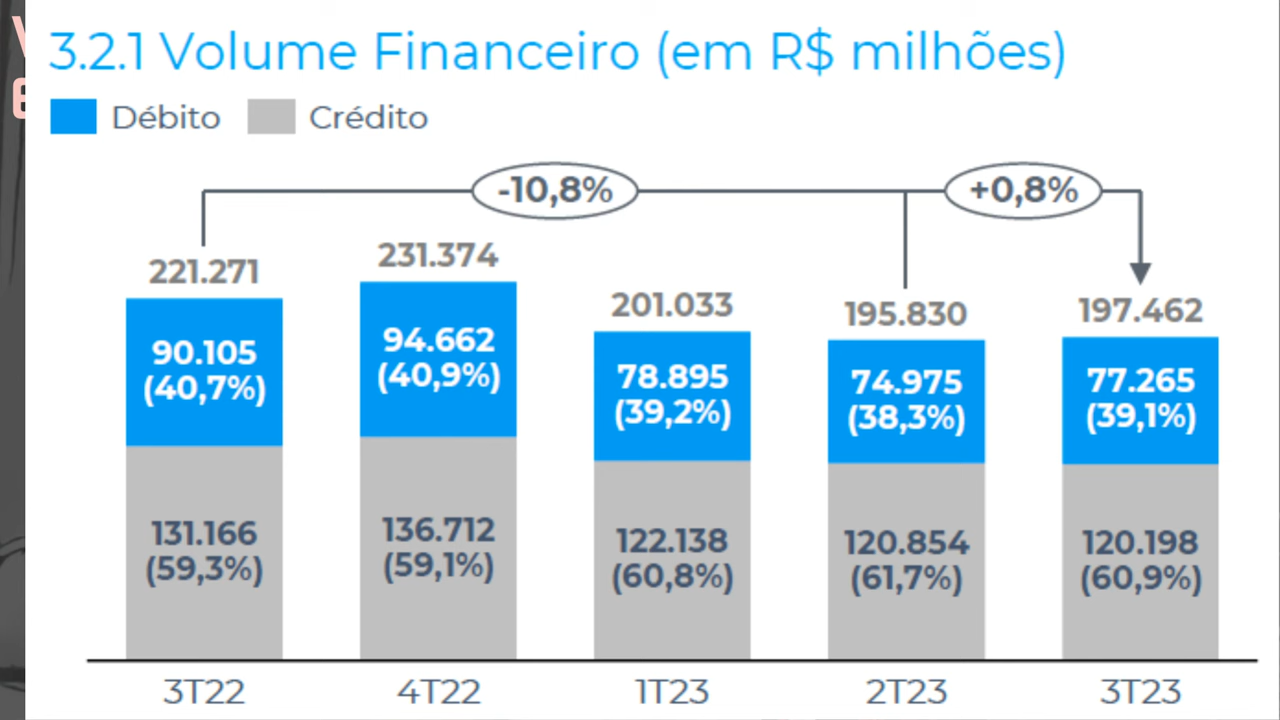 3.2.1 Volume Financeiro (em R$ milhões)
Débito Crédito
-10,8% +0,8%
221.271 231.374 201.033 195.830 197.462
90.105 94.662 78.895 74.975 77.265
(40,7%) (40,9%) (39,2%) (38,3%) (39,1%)
131.166 136.712 122.138 120.854 120.198
(59,3%) (59,1%) (60,8%) (61,7%) (60,9%)
3T22 4T22 1T23 2T23 3T23